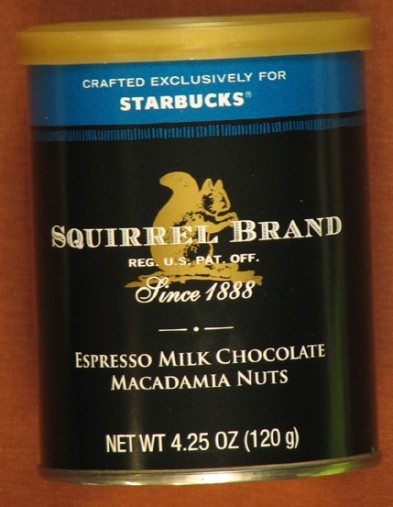 CRAFTED EXCLUSIVELY FOR
STARBUCKS®
SQUIRREL BRAND
REG. U.S. PAT. OFF.
Since 1888
ESPRESSO MILK CHOCOLATE
MACADAMIA NUTS
NET WT 4.25 OZ (120 g)